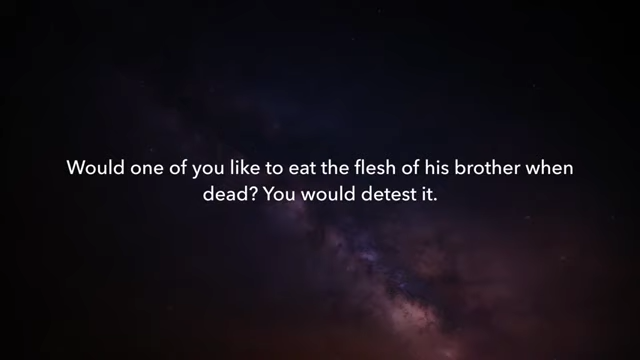 Would one of you like to eat the flesh of his brother when
dead? You would detest it.